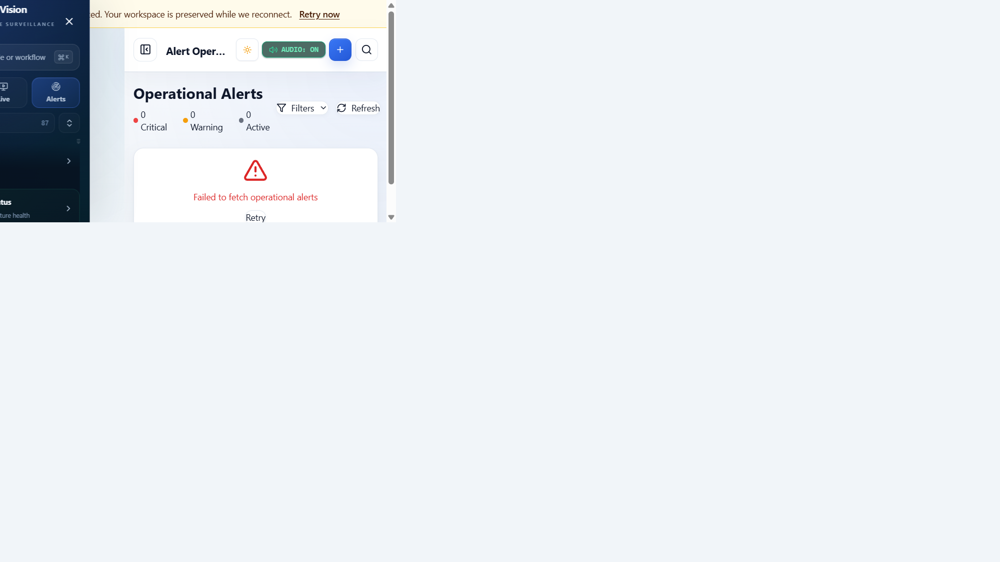 Vision
E SURVEILLANCE
ted. Your workspace is preserved while we reconnect. Retry now
Alert Oper...
AUDIO: ON
e or workflow
⌘K
ive
Alerts
87
tus
ture health
Operational Alerts
0 Critical
0 Warning
0 Active
Filters
Refresh
Failed to fetch operational alerts
Retry